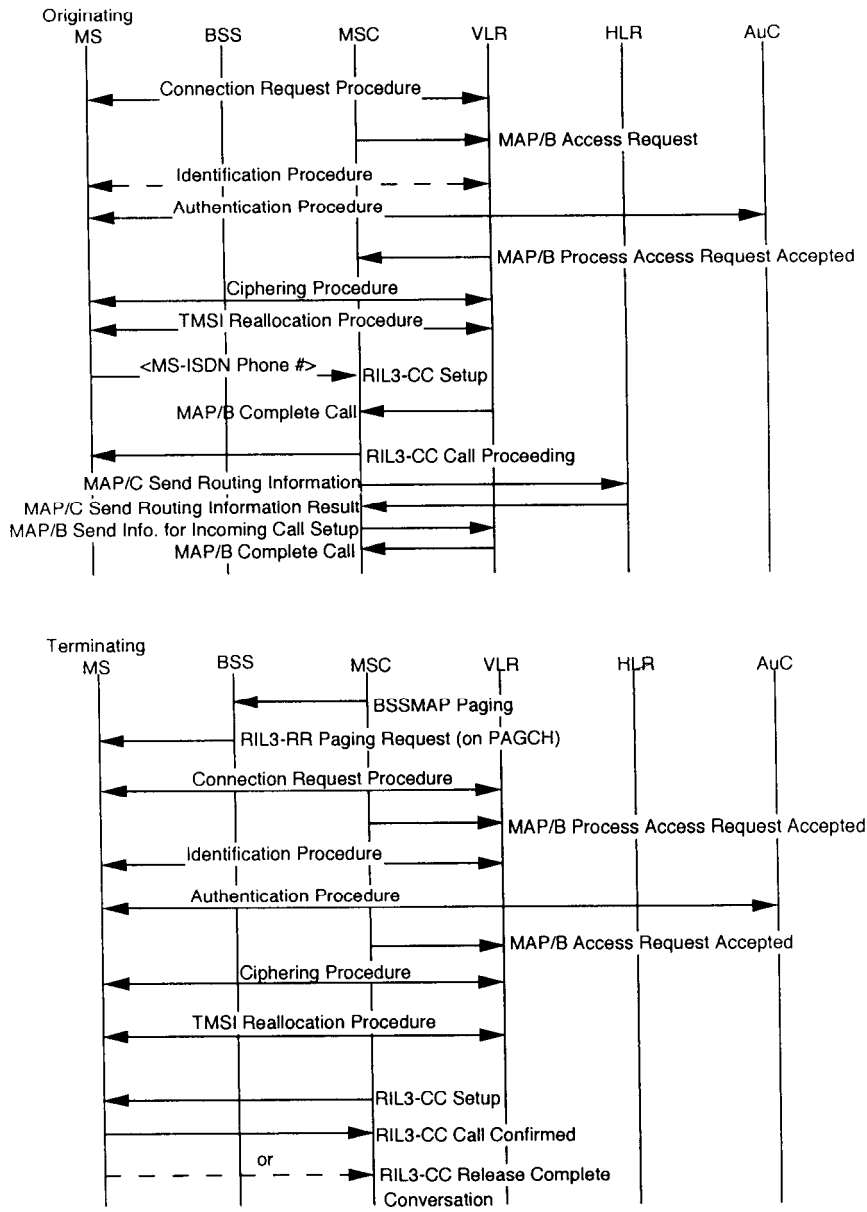 Originating
MS BSS MSC VLR HLR AuC
Connection Request Procedure
MAP/B Access Request
Identification Procedure
Authentication Procedure
MAP/B Process Access Request Accepted
Ciphering Procedure
TMSI Reallocation Procedure
<MS-ISDN Phone #>
RIL3-CC Setup
MAP/B Complete Call
RIL3-CC Call Proceeding
MAP/C Send Routing Information
MAP/C Send Routing Information Result
MAP/B Send Info. for Incoming Call Setup
MAP/B Complete Call
Terminating
MS BSS MSC VLR HLR AuC
BSSMAP Paging
RIL3-RR Paging Request (on PAGCH)
Connection Request Procedure
MAP/B Process Access Request Accepted
Identification Procedure
Authentication Procedure
MAP/B Access Request Accepted
Ciphering Procedure
TMSI Reallocation Procedure
RIL3-CC Setup
RIL3-CC Call Confirmed
or
RIL3-CC Release Complete
Conversation